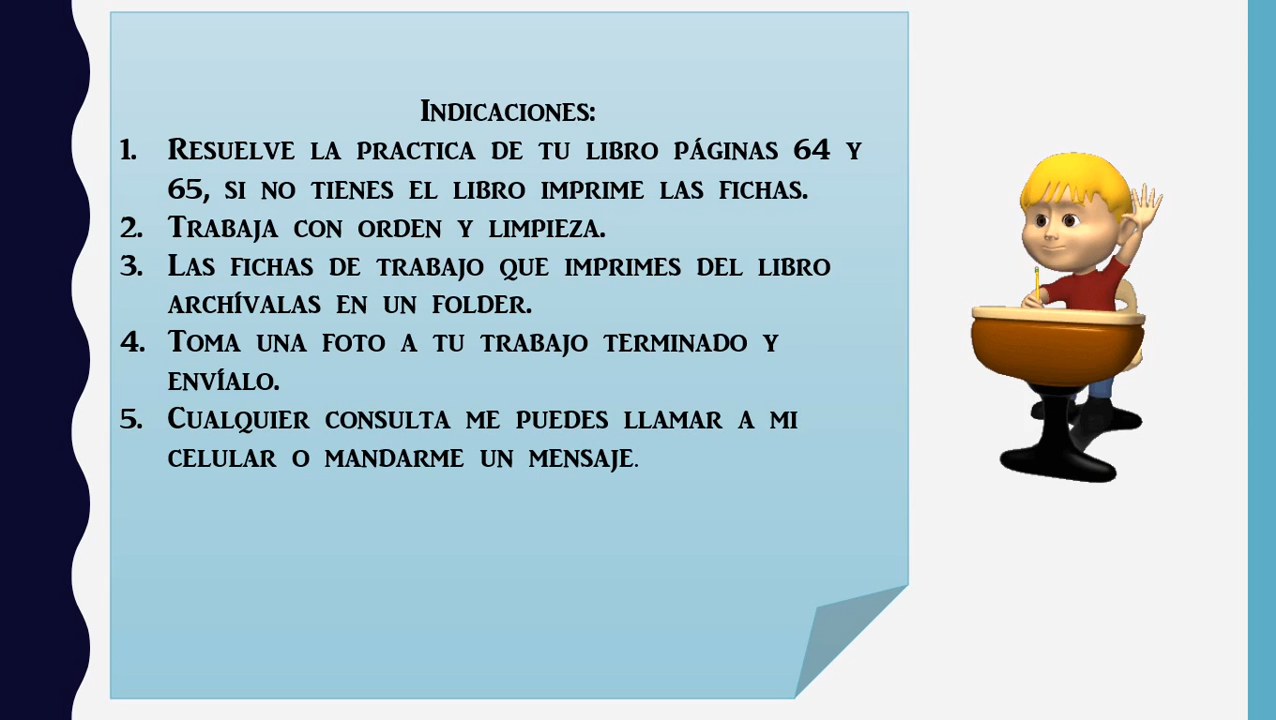 Indicaciones:
1. Resuelve la practica de tu libro páginas 64 y
65, si no tienes el libro imprime las fichas.
2. Trabaja con orden y limpieza.
3. Las fichas de trabajo que imprimes del libro
archívalas en un folder.
4. Toma una foto a tu trabajo terminado y
envíalo.
5. Cualquier consulta me puedes llamar a mi
celular o mandarme un mensaje.